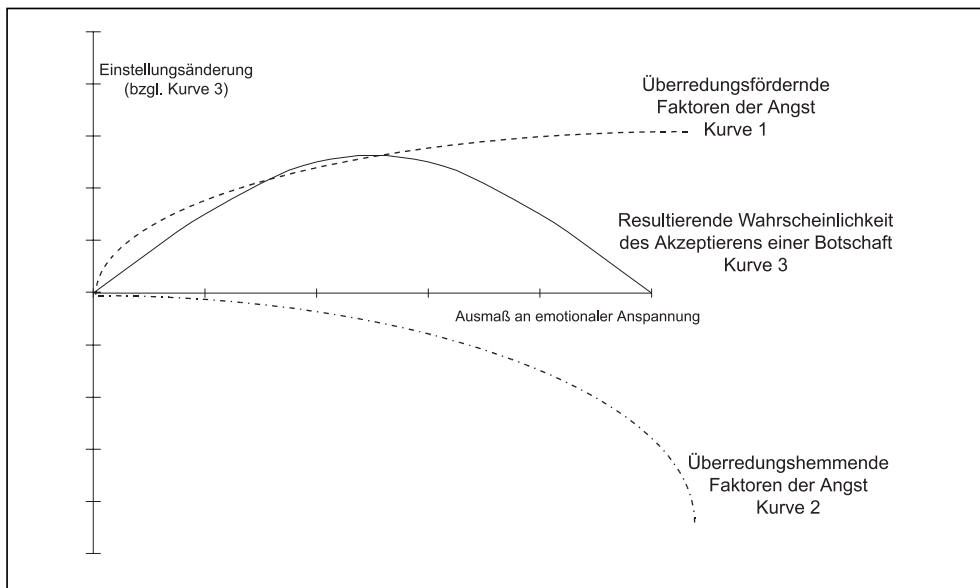 Einstellungsänderung
(bzgl. Kurve 3)
Überredungsfördernde
Faktoren der Angst
Kurve 1
Resultierende Wahrscheinlichkeit
des Akzeptierens einer Botschaft
Kurve 3
Ausmaß an emotionaler Anspannung
Überredungshemmende
Faktoren der Angst
Kurve 2